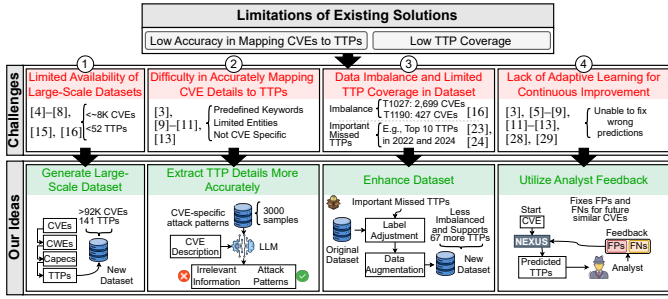 Limitations of Existing Solutions
Low Accuracy in Mapping CVEs to TTPs
Low TTP Coverage
Challenges
1
Limited Availability of
Large-Scale Datasets
[4]–[8],
[15], [16]
<~8K CVEs
<52 TTPs
2
Difficulty in Accurately Mapping
CVE Details to TTPs
[3],
[9]–[11],
[13]
Predefined Keywords
Limited Entities
Not CVE Specific
3
Data Imbalance and Limited
TTP Coverage in Dataset
Imbalance
T1027: 2,699 CVEs
T1190: 427 CVEs
[16]
Important
Missed
TTPs
E.g., Top 10 TTPs
in 2022 and 2024
[23],
[24]
4
Lack of Adaptive Learning for
Continuous Improvement
[3], [5]–[9],
[11]–[13],
[28], [29]
Unable to fix
wrong
predictions
Our Ideas
Generate Large-
Scale Dataset
>92K CVEs
141 TTPs
CVEs
CWEs
Capecs
TTPs
New
Dataset
Extract TTP Details More
Accurately
CVE-specific
attack patterns
3000
samples
CVE
Description
LLM
Irrelevant
Information
Attack
Patterns
Enhance Dataset
Important Missed TTPs
Original
Dataset
Label
Adjustment
Data
Augmentation
Less
Imbalanced
and Supports
67 more TTPs
New
Dataset
Utilize Analyst Feedback
Fixes FPs and
FNs for future
similar CVEs
Start
CVE
NEXUS
Predicted
TTPs
Feedback
FPs
FNs
Analyst